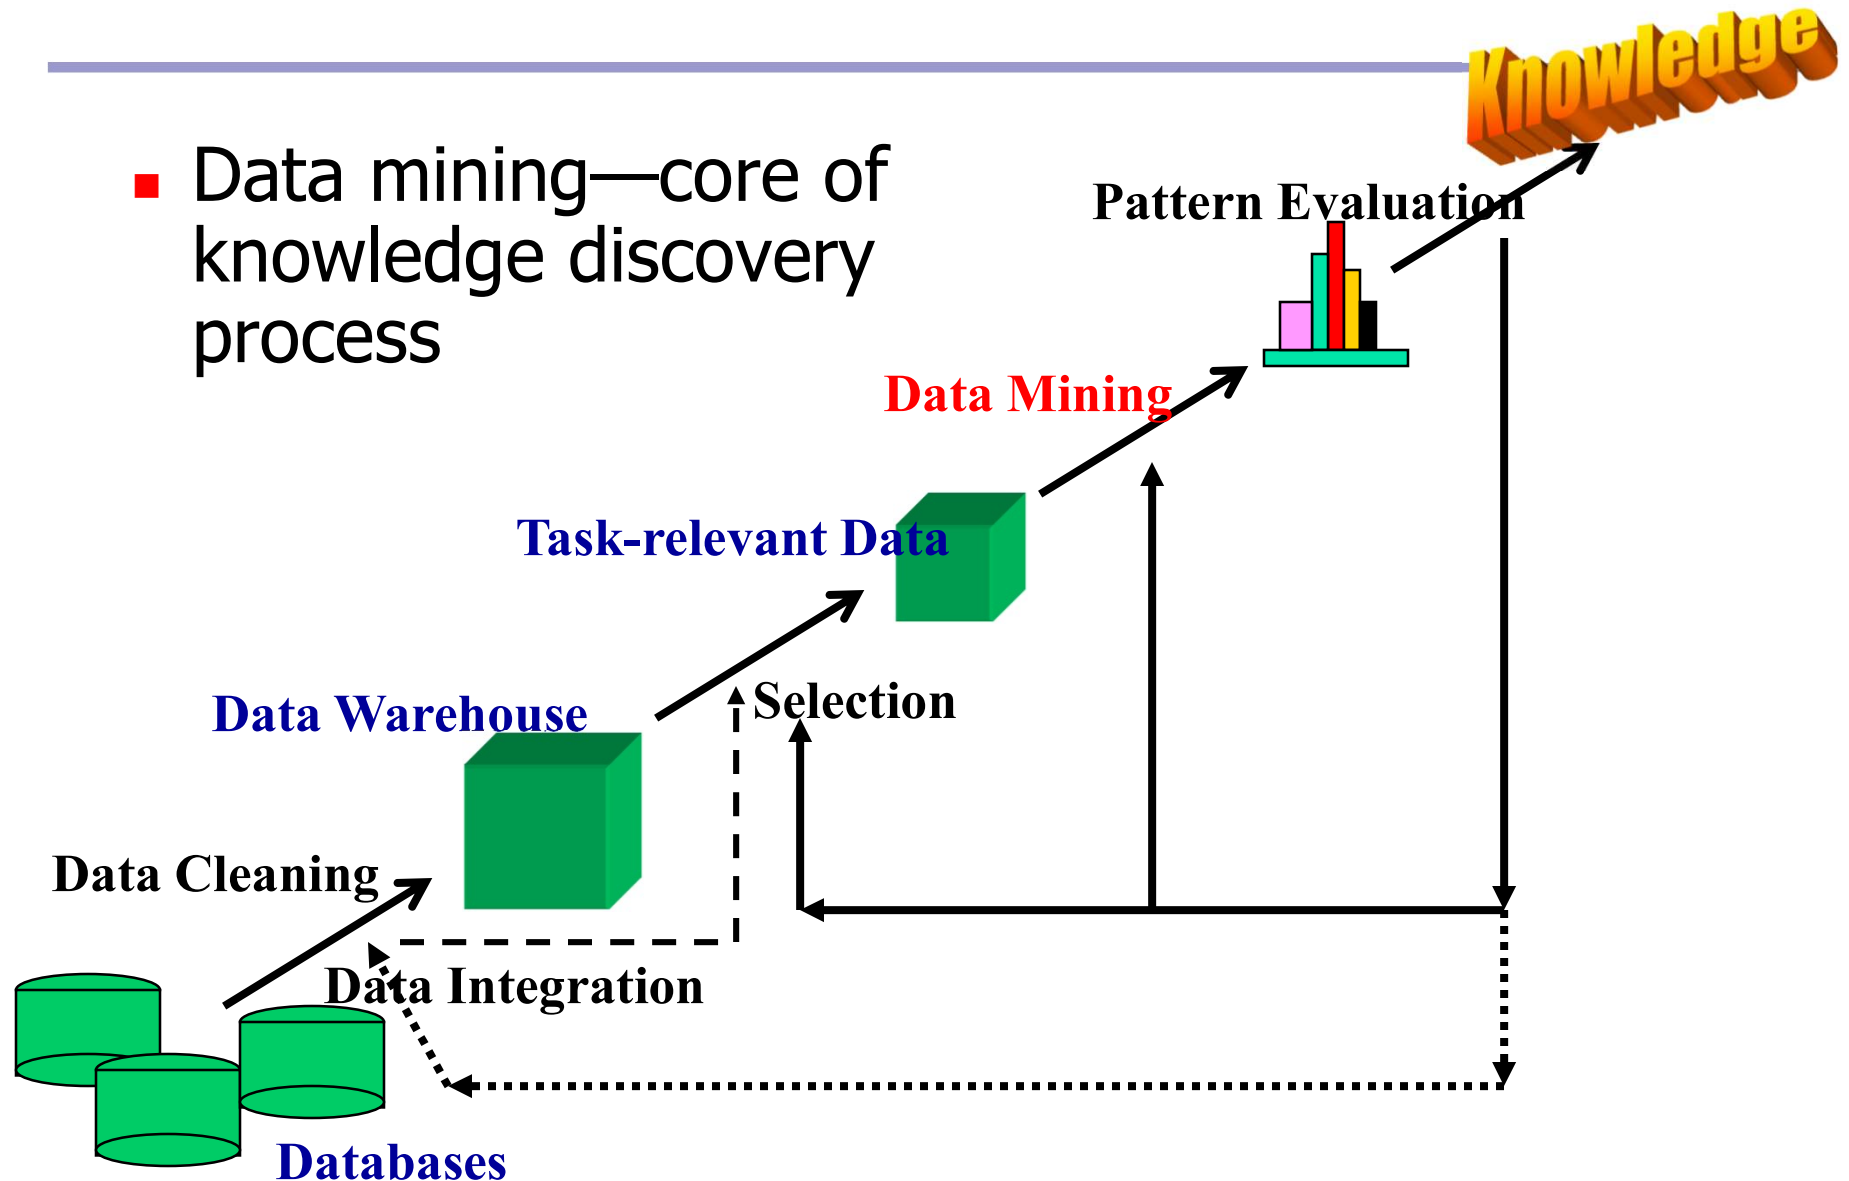 Knowledge
Data mining—core of
knowledge discovery
process
Pattern Evaluation
Data Mining
Task-relevant Data
Selection
Data Warehouse
Data Cleaning
Data Integration
Databases